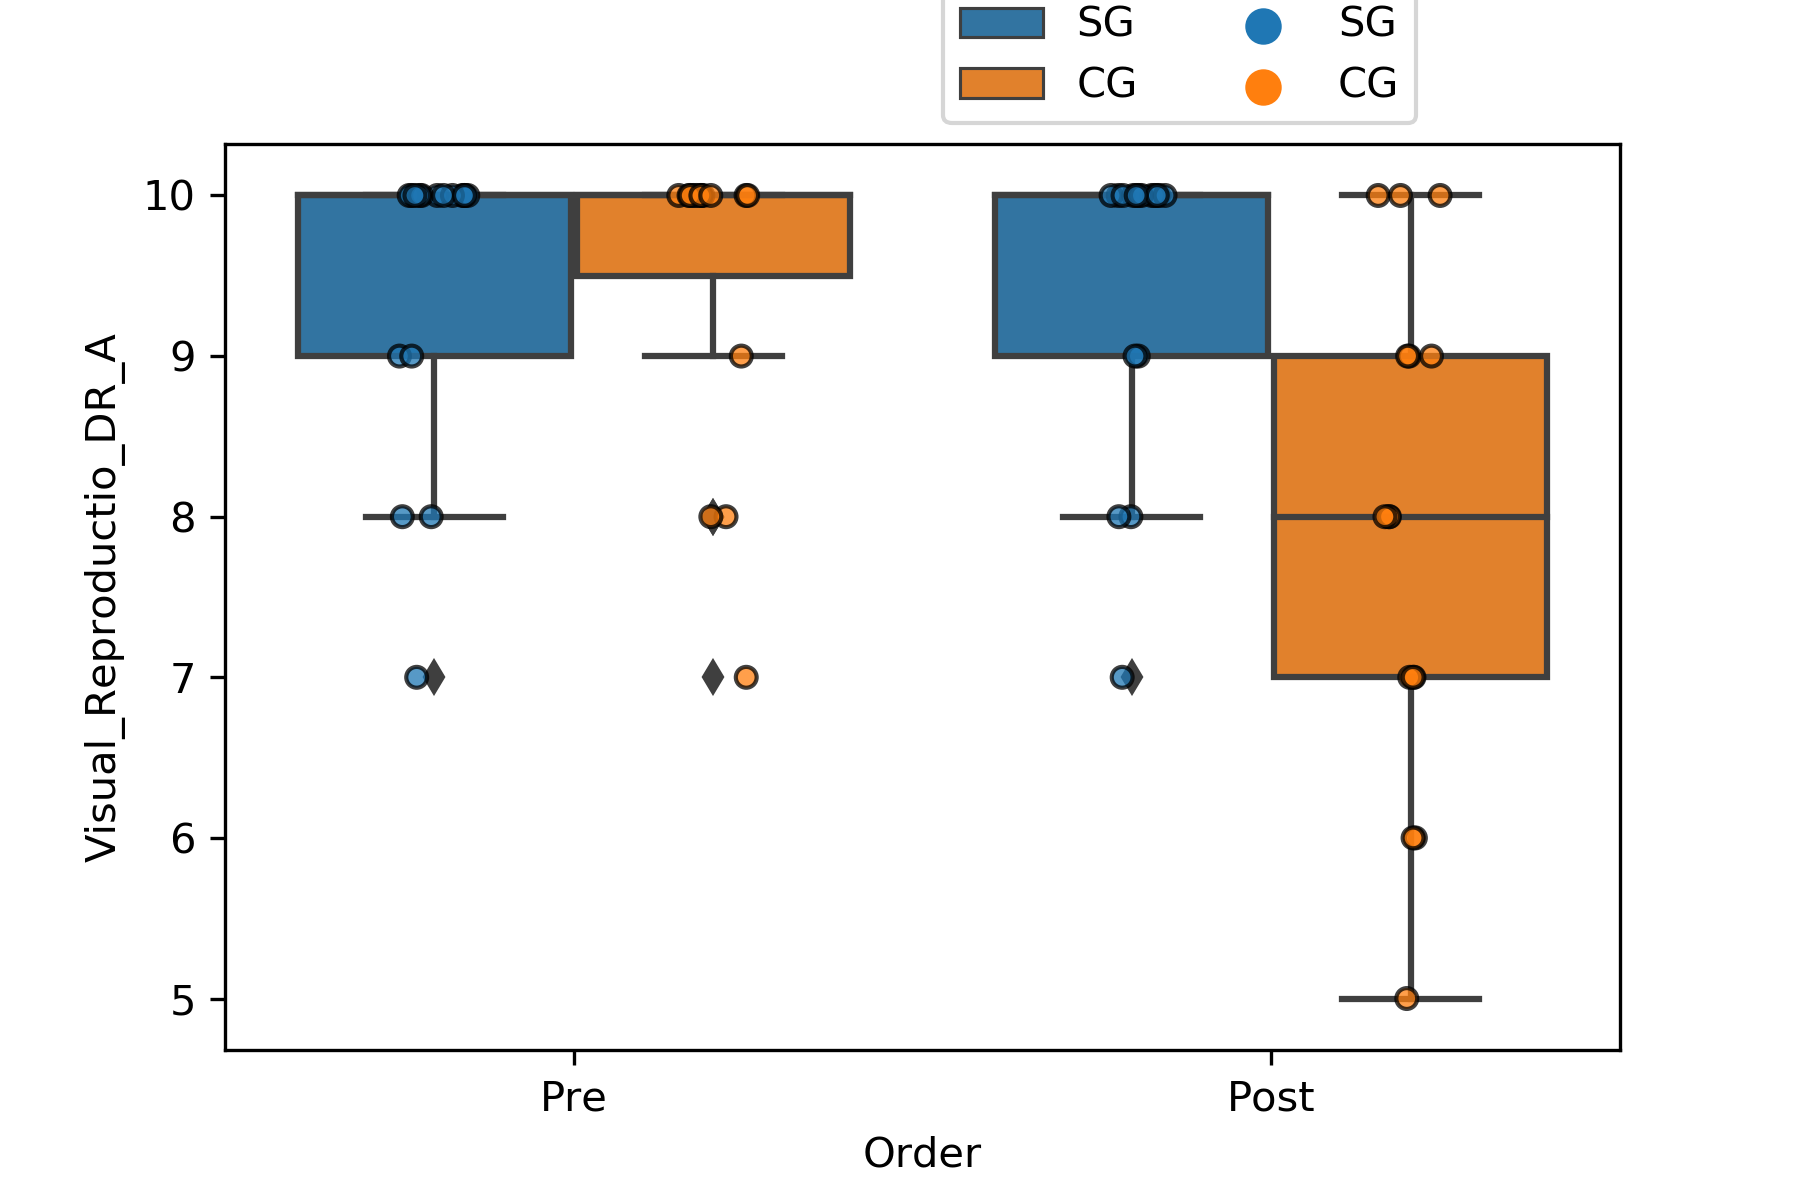 SG SG
CG CG
10
9
8
7
6
5
Visual_Reproductio_DR_A
Pre Post
Order